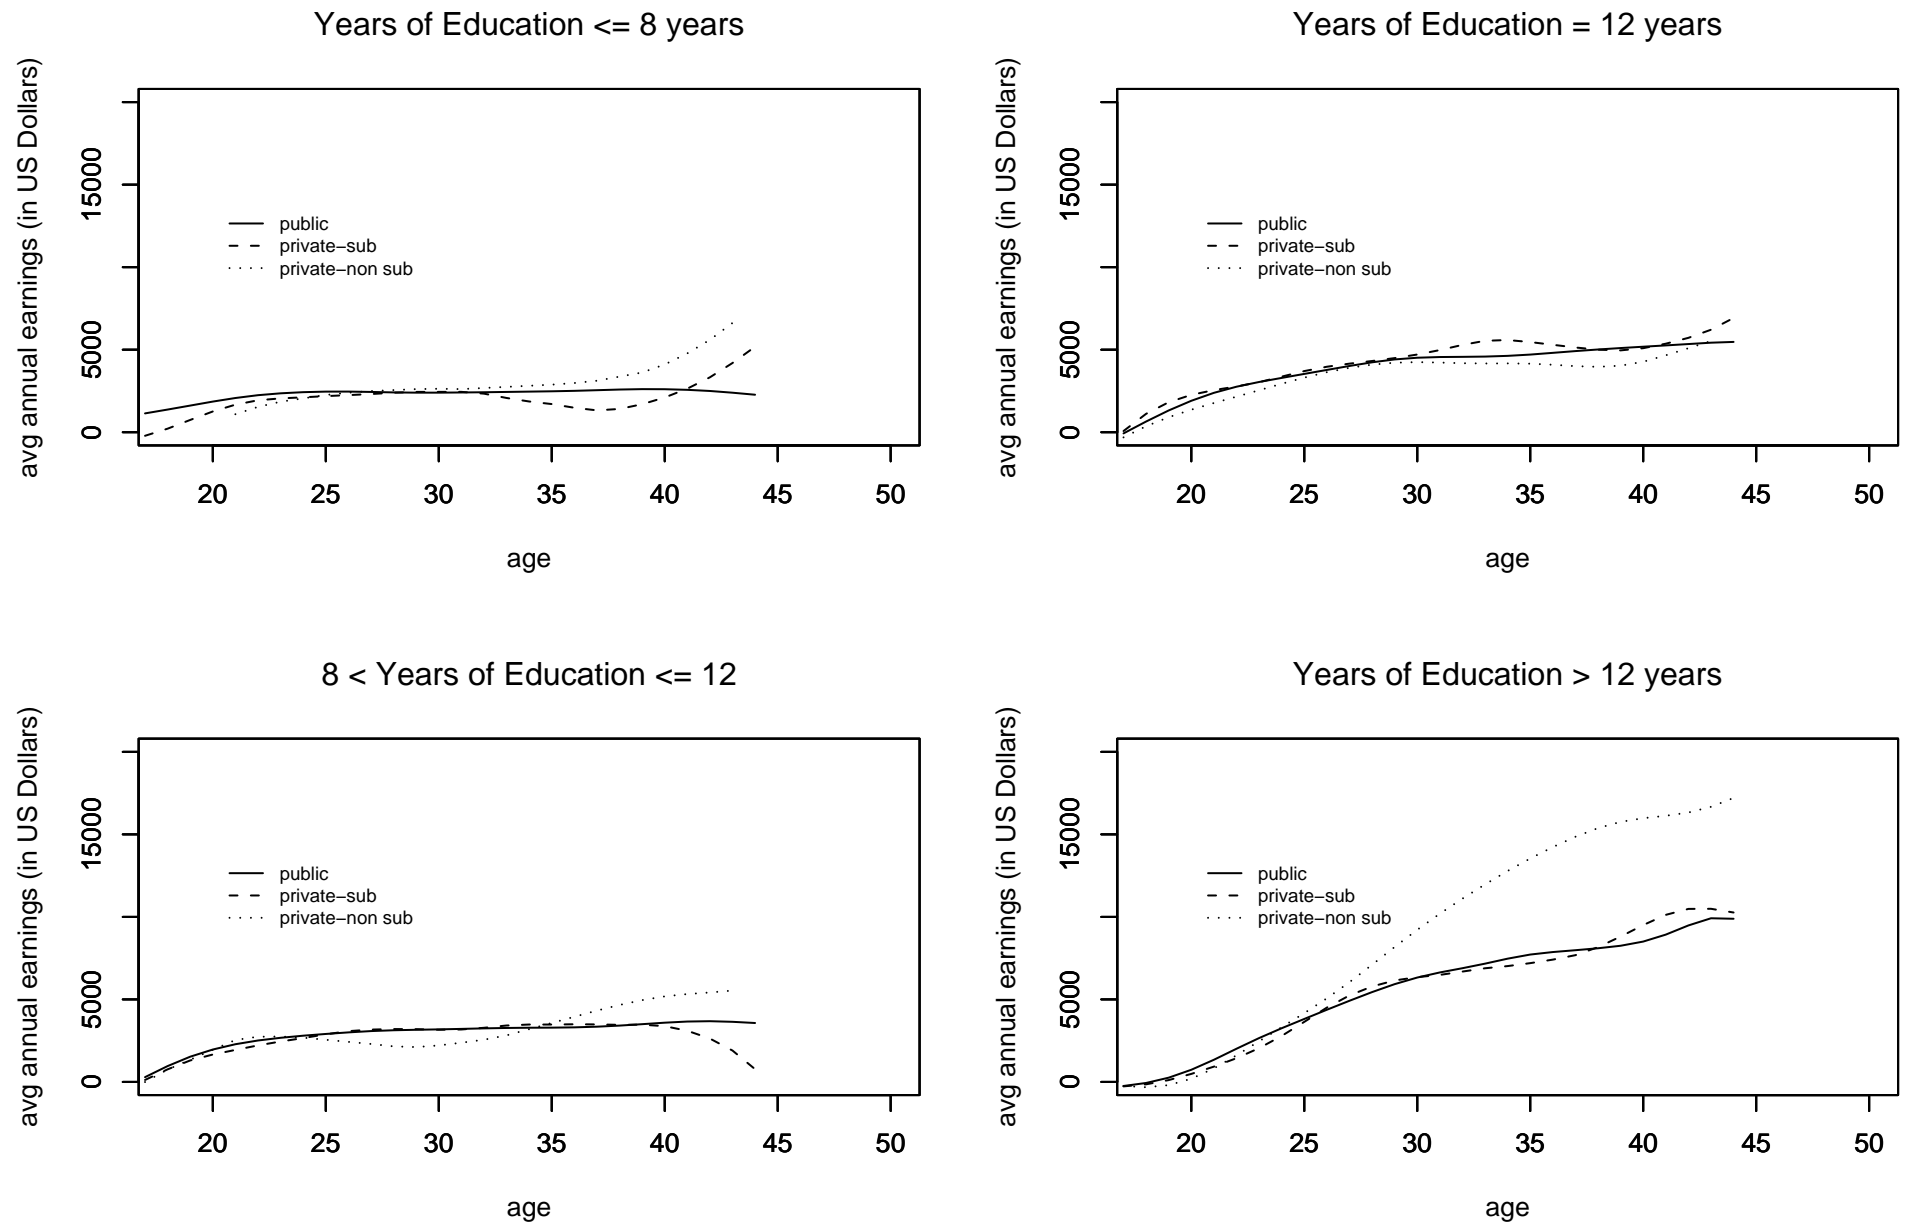 Years of Education <= 8 years
avg annual earnings (in US Dollars)
15000
5000
0
public
private−sub
private−non sub
20 25 30 35 40 45 50
age
Years of Education = 12 years
avg annual earnings (in US Dollars)
15000
5000
0
public
private−sub
private−non sub
20 25 30 35 40 45 50
age
8 < Years of Education <= 12
avg annual earnings (in US Dollars)
15000
5000
0
public
private−sub
private−non sub
20 25 30 35 40 45 50
age
Years of Education > 12 years
avg annual earnings (in US Dollars)
15000
5000
0
public
private−sub
private−non sub
20 25 30 35 40 45 50
age